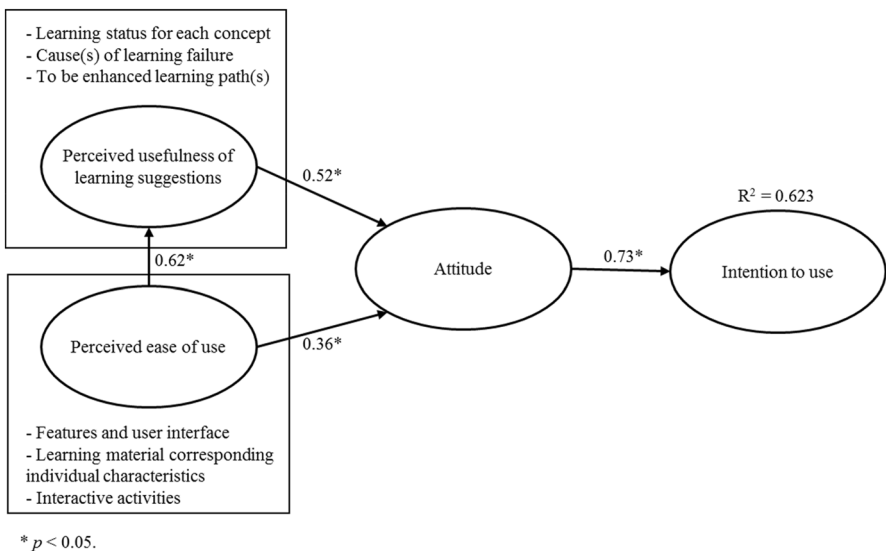 - Learning status for each concept
- Cause(s) of learning failure
- To be enhanced learning path(s)
Perceived usefulness of
learning suggestions
0.52*
R² = 0.623
Attitude
0.73*
Intention to use
0.62*
Perceived ease of use
0.36*
- Features and user interface
- Learning material corresponding
individual characteristics
- Interactive activities
* p < 0.05.